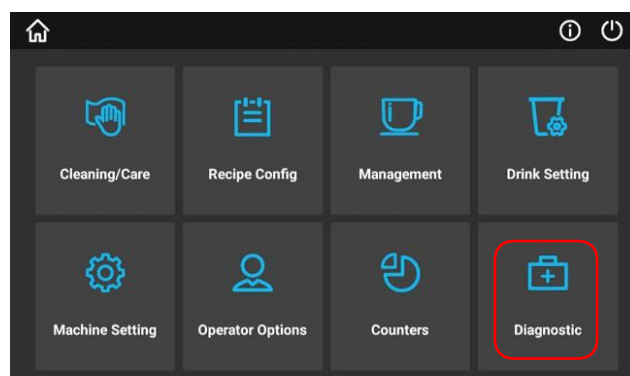 Cleaning/Care
Recipe Config
Management
Drink Setting
Machine Setting
Operator Options
Counters
Diagnostic